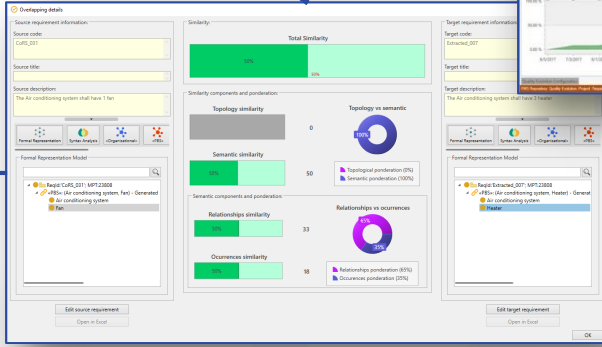 Overlapping details
Source requirement information:
Source code:
CoRS_031
Source title:
Source description:
The Air conditioning system shall have 1 fan
Formal Representation
Syntax Analysis
«Organizational»
«PBS»
Formal Representation Model
ReqId:'CoRS_031'; MPT:23808
«PBS»: (Air conditioning system, Fan) - Generated
Air conditioning system
Fan
Edit source requirement
Open in Excel
Similarity:
Total Similarity
50%
50%
Similarity components and ponderation:
Topology similarity
0
Semantic similarity
50%
50
Topology vs semantic
100%
Topological ponderation (0%)
Semantic ponderation (100%)
Semantic components and ponderation:
Relationships similarity
50%
33
Ocurrences similarity
50%
18
Relationships vs ocurrences
65%
35%
Relationships ponderation (65%)
Occurences ponderation (35%)
Target requirement information:
Target code:
Extracted_007
Target title:
Target description:
The Air conditioning system shall have 2 heater
Formal Representation
Syntax Analysis
«Organizational»
«PBS»
Formal Representation Model
ReqId:'Extracted_007'; MPT:23808
«PBS»: (Air conditioning system, Heater) - Generat
Air conditioning system
Heater
Edit target requirement
Open in Excel
OK